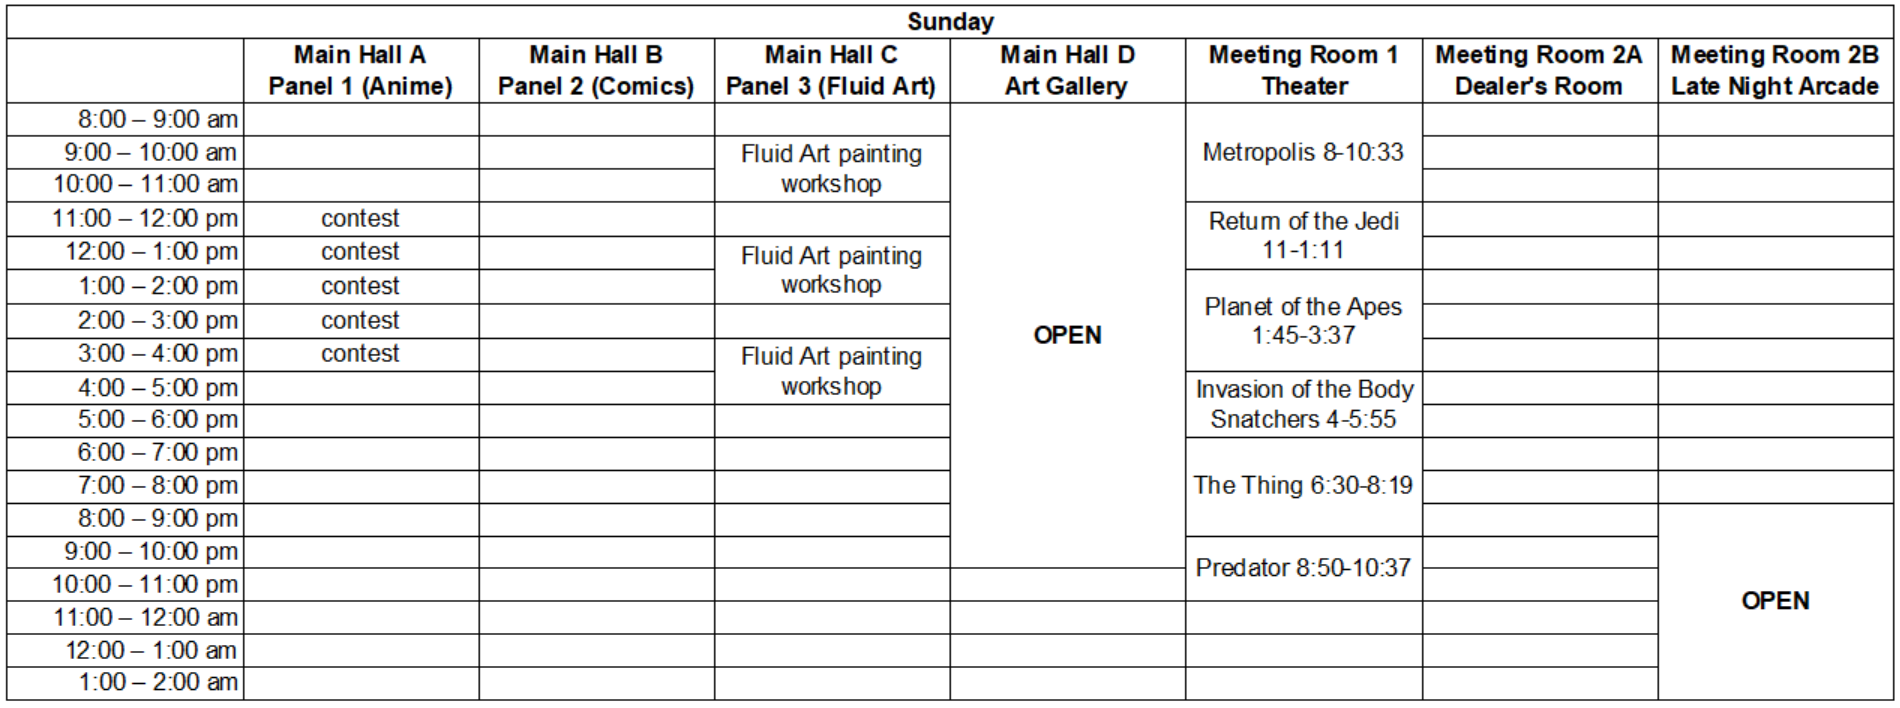 Sunday
Main Hall A
Panel 1 (Anime)
Main Hall B
Panel 2 (Comics)
Main Hall C
Panel 3 (Fluid Art)
Main Hall D
Art Gallery
Meeting Room 1
Theater
Meeting Room 2A
Dealer's Room
Meeting Room 2B
Late Night Arcade
8:00 – 9:00 am
9:00 – 10:00 am
10:00 – 11:00 am
11:00 – 12:00 pm
12:00 – 1:00 pm
1:00 – 2:00 pm
2:00 – 3:00 pm
3:00 – 4:00 pm
4:00 – 5:00 pm
5:00 – 6:00 pm
6:00 – 7:00 pm
7:00 – 8:00 pm
8:00 – 9:00 pm
9:00 – 10:00 pm
10:00 – 11:00 pm
11:00 – 12:00 am
12:00 – 1:00 am
1:00 – 2:00 am
contest
contest
contest
contest
contest
Fluid Art painting
workshop
Fluid Art painting
workshop
Fluid Art painting
workshop
OPEN
Metropolis 8-10:33
Return of the Jedi
11-1:11
Planet of the Apes
1:45-3:37
Invasion of the Body
Snatchers 4-5:55
The Thing 6:30-8:19
Predator 8:50-10:37
OPEN